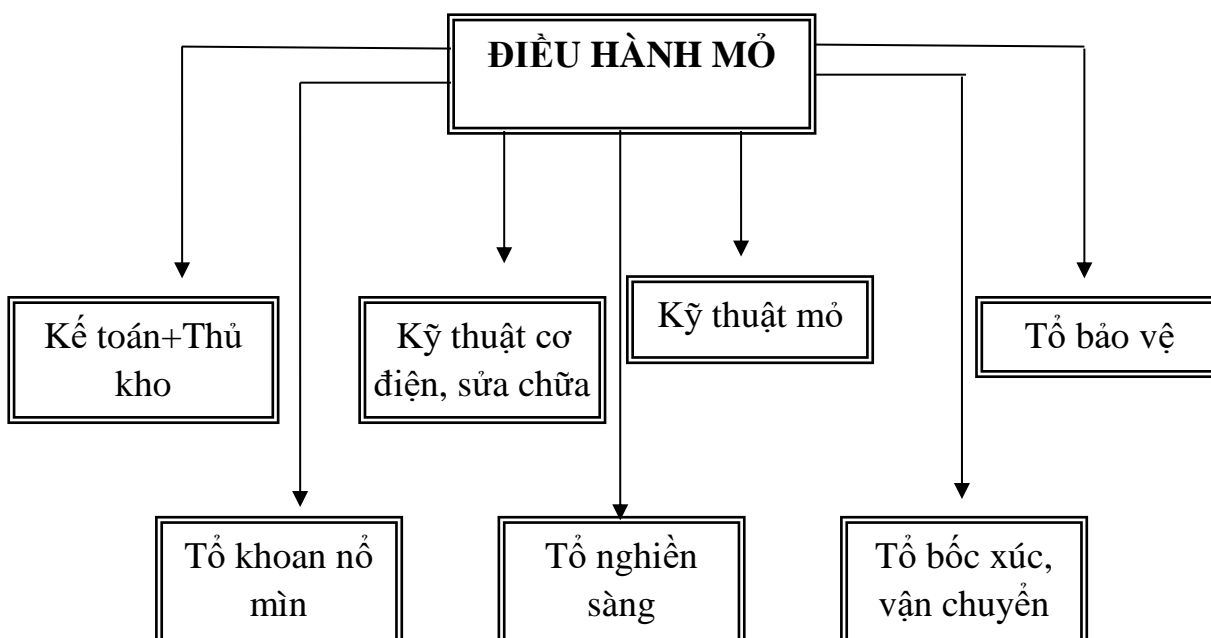 ĐIỀU HÀNH MỎ
Kế toán+Thủ
kho
Kỹ thuật cơ
điện, sửa chữa
Kỹ thuật mỏ
Tổ bảo vệ
Tổ khoan nổ
mìn
Tổ nghiền
sàng
Tổ bốc xúc,
vận chuyển